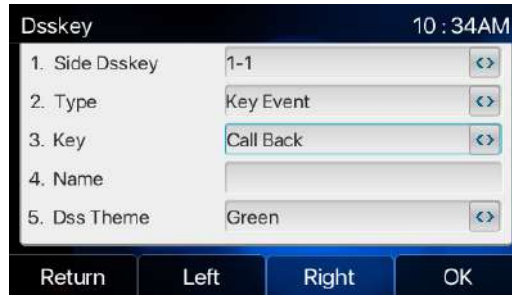 Dsskey 10 : 34AM
1. Side Dsskey 1-1
2. Type Key Event
3. Key Call Back
4. Name
5. Dss Theme Green
Return Left Right OK